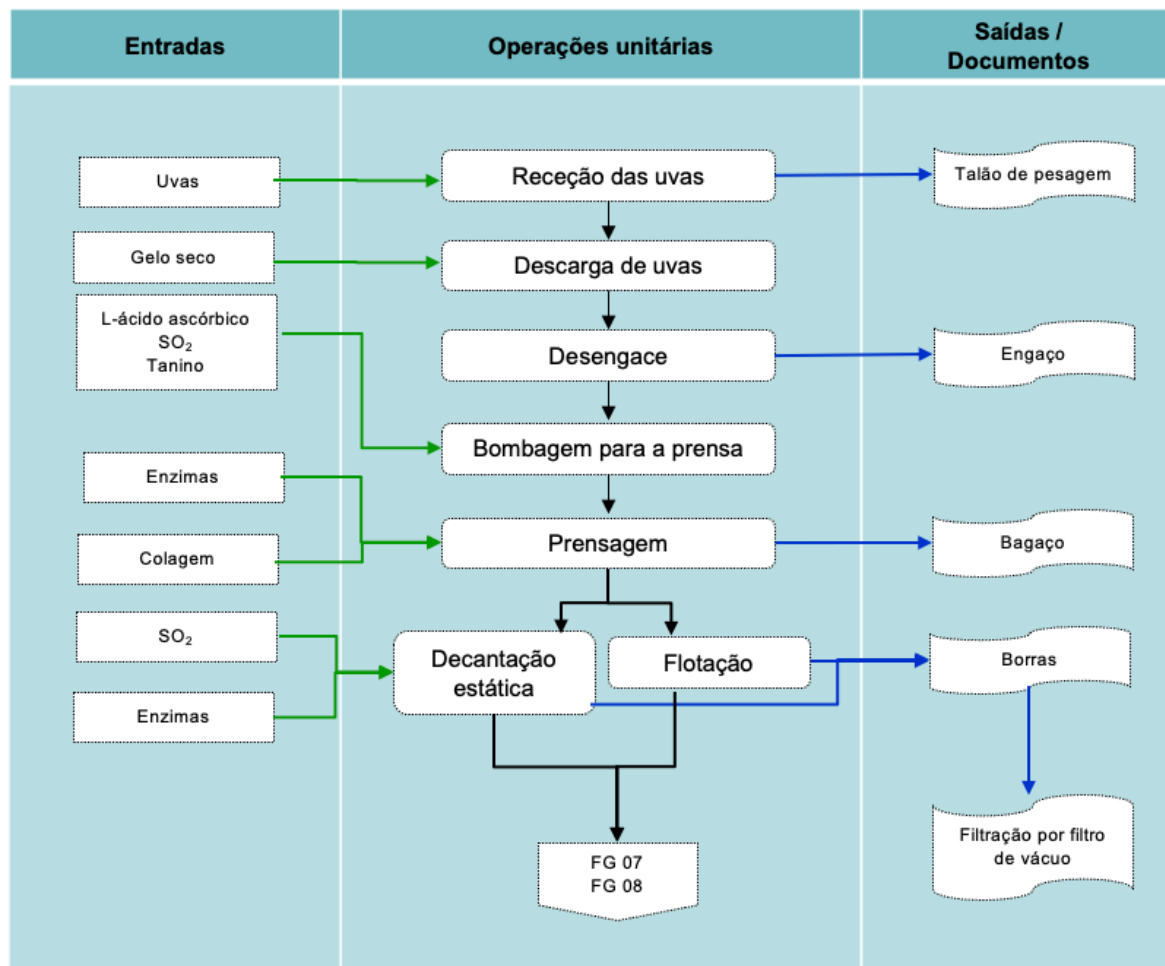 Entradas
Operações unitárias
Saídas /
Documentos
Uvas
Receção das uvas
Talão de pesagem
Gelo seco
Descarga de uvas
L-ácido ascórbico
SO₂
Tanino
Desengace
Engaço
Bombagem para a prensa
Enzimas
Colagem
Prensagem
Bagaço
SO₂
Enzimas
Decantação
estática
Flotação
Borras
Filtração por filtro
de vácuo
FG 07
FG 08